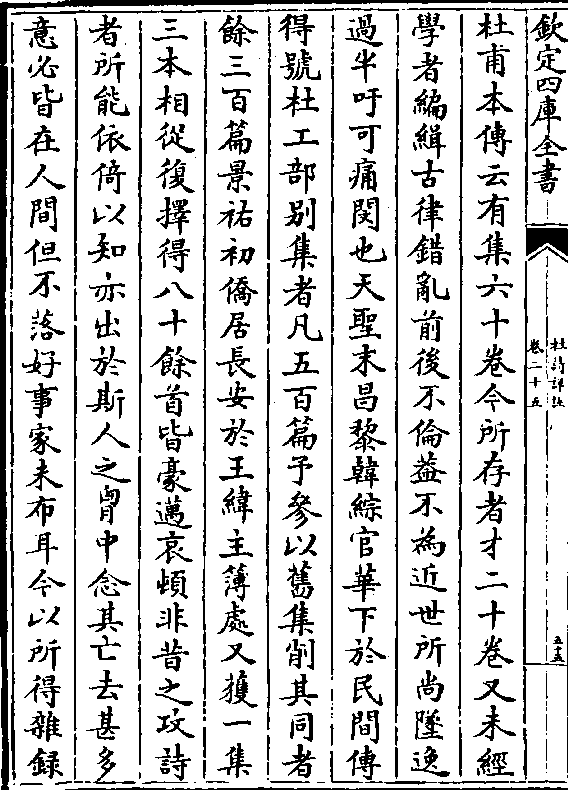 欽定四庫全書
杜詩詳註
卷二十五
五十五
杜甫本傳云有集六十卷今所存者才二十卷又未經
學者編緝古律錯亂前後不倫葢不為近世所尚墜逸
過半吁可痛閔也天聖末昌黎韓綜官華下於民間傳
得號杜工部别集者凡五百篇予參以舊集削其同者
餘三百篇景祐初僑居長安於王緯主簿處又獲一集
三本相從復擇得八十餘首皆豪邁哀頓非昔之攻詩
者所能依倚以知亦出於斯人之胷中念其亡去甚多
意必皆在人間但不落好事家未布耳今以所得雜録